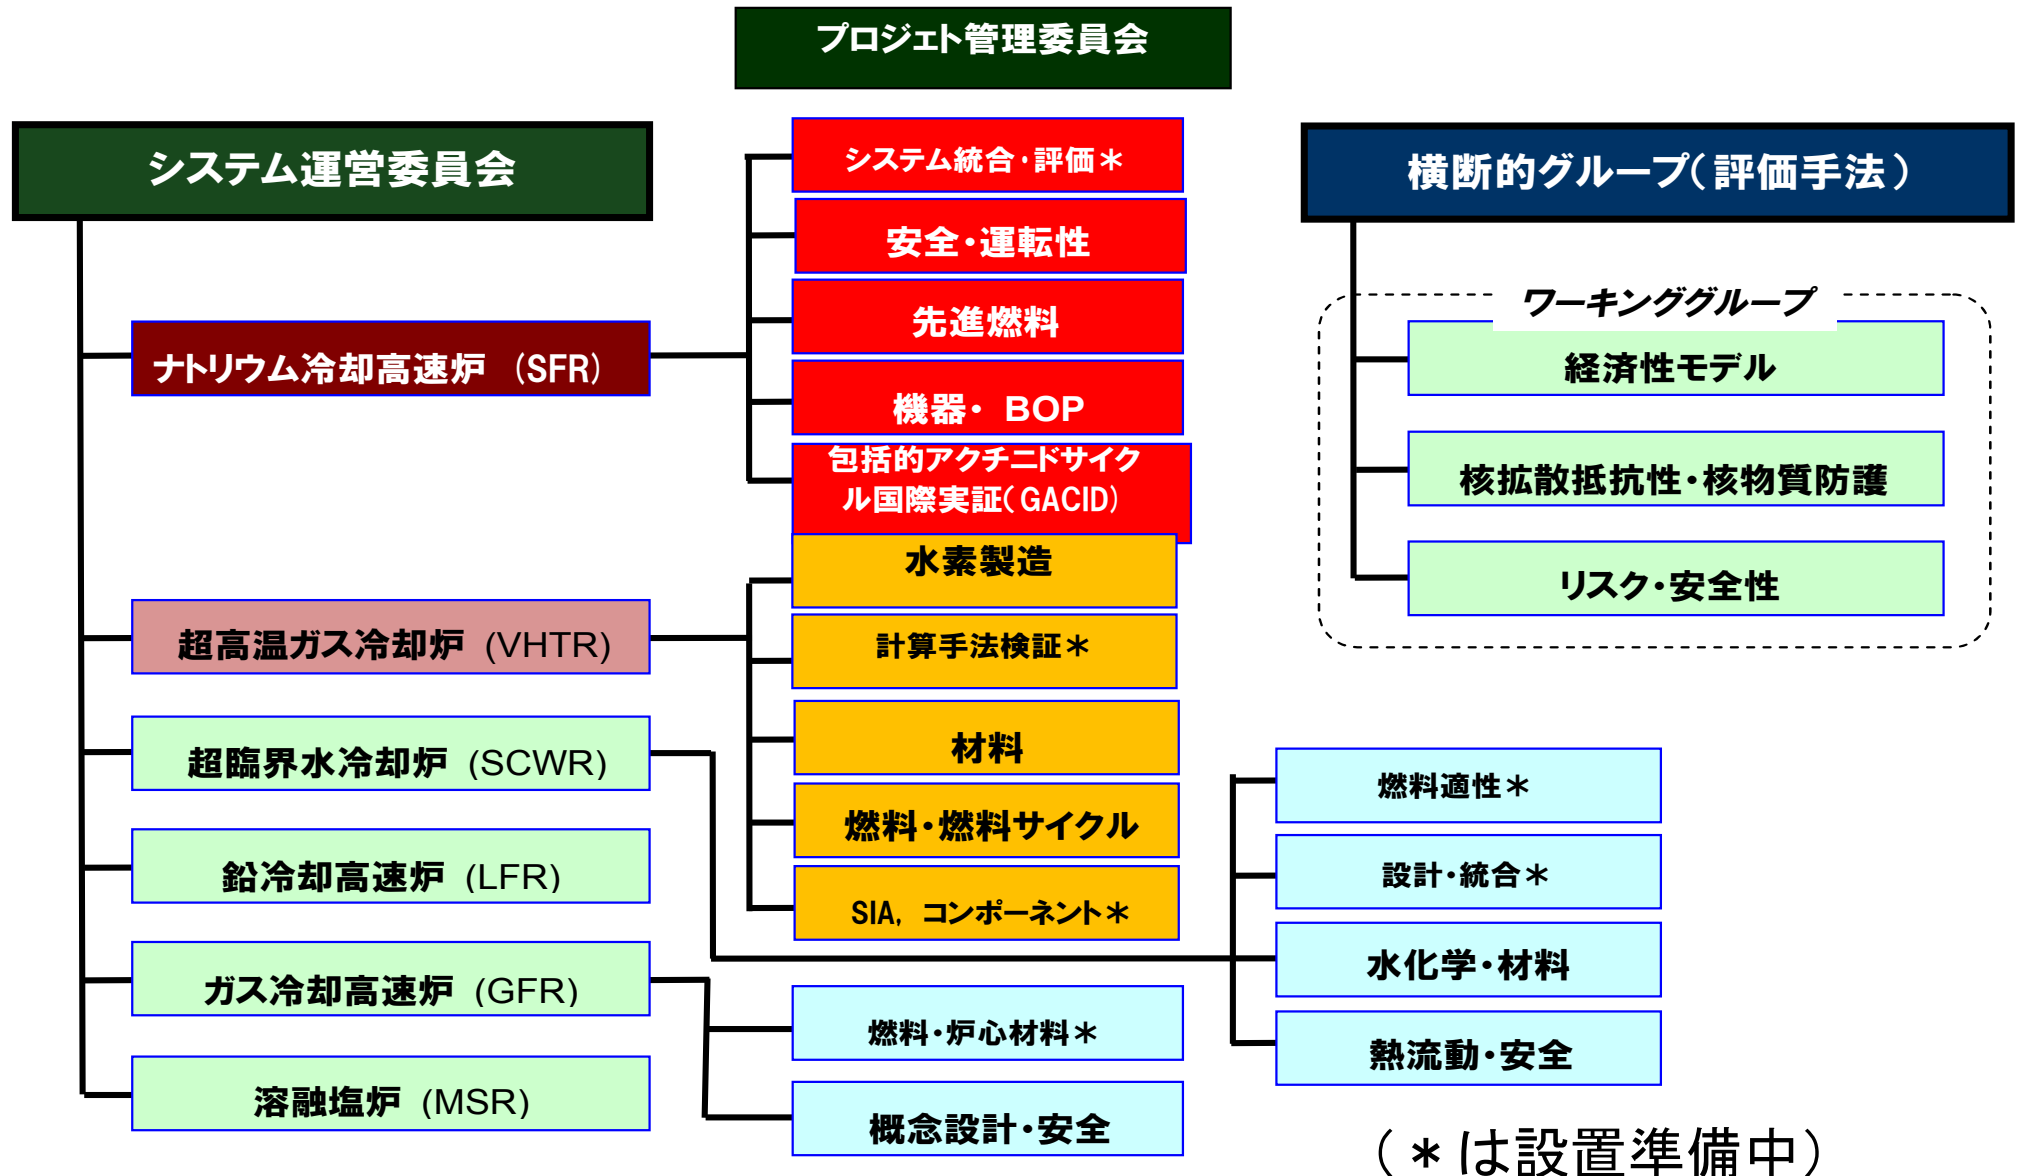 プロジェト管理委員会
システム運営委員会
ナトリウム冷却高速炉 (SFR)
超高温ガス冷却炉 (VHTR)
超臨界水冷却炉 (SCWR)
鉛冷却高速炉 (LFR)
ガス冷却高速炉 (GFR)
溶融塩炉 (MSR)
システム統合・評価＊
安全・運転性
先進燃料
機器・ BOP
包括的アクチニドサイク
ル国際実証(GACID)
水素製造
計算手法検証＊
材料
燃料・燃料サイクル
SIA, コンポーネント＊
燃料・炉心材料＊
概念設計・安全
横断的グループ(評価手法)
ワーキンググループ
経済性モデル
核拡散抵抗性・核物質防護
リスク・安全性
燃料適性＊
設計・統合＊
水化学・材料
熱流動・安全
(＊は設置準備中)